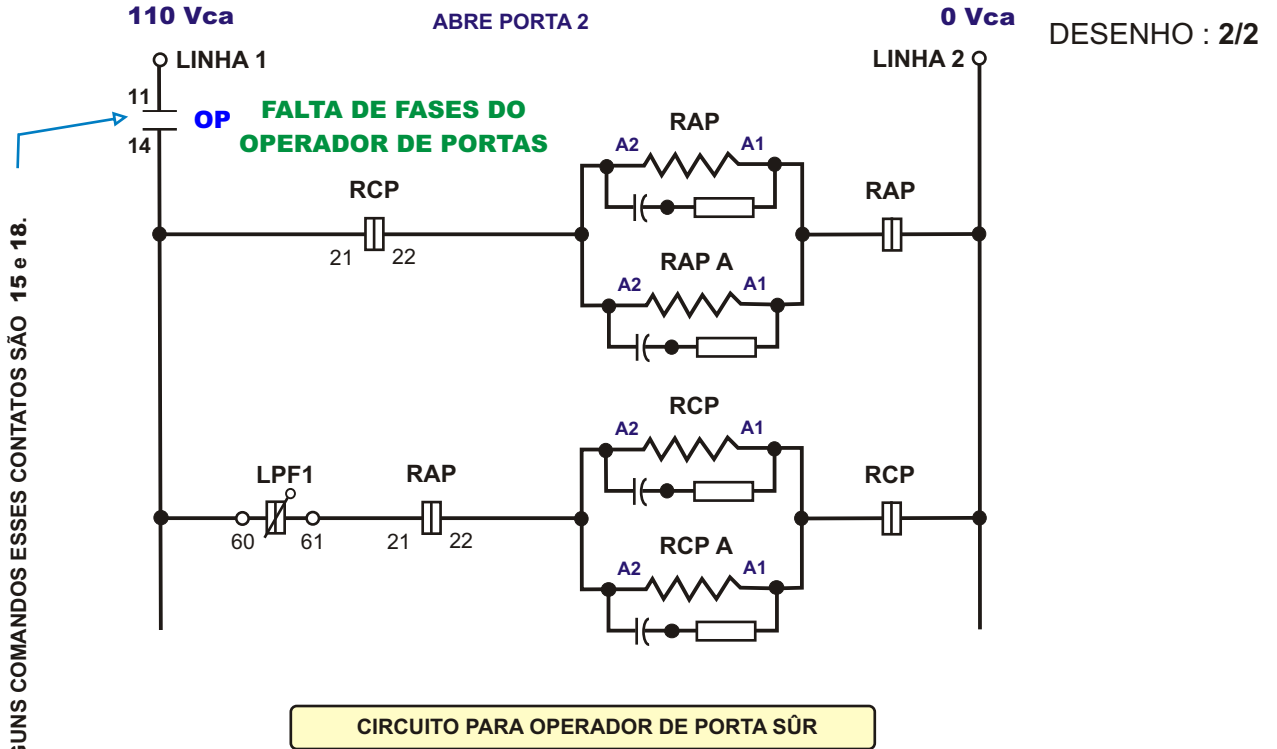 110 Vca
ABRE PORTA 2
0 Vca
DESENHO : 2/2
LINHA 1
LINHA 2
11
OP
14
FALTA DE FASES DO
OPERADOR DE PORTAS
RAP
A2
A1
RCP
21
22
RAP
RAP A
A2
A1
RCP
A2
A1
LPF1
60
61
RAP
21
22
RCP
RCP A
A2
A1
COMANDOS ESSES CONTATOS SÃO 15 e 18.
CIRCUITO PARA OPERADOR DE PORTA SÛR